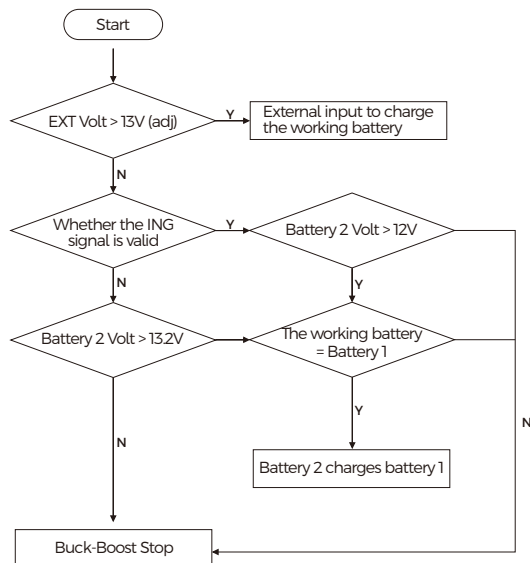 Start
EXT Volt > 13V (adj)
Y
External input to charge
the working battery
N
Whether the ING
signal is valid
Y
Battery 2 Volt > 12V
N
Y
Battery 2 Volt > 13.2V
The working battery
= Battery 1
Y
N
N
Battery 2 charges battery 1
Buck-Boost Stop